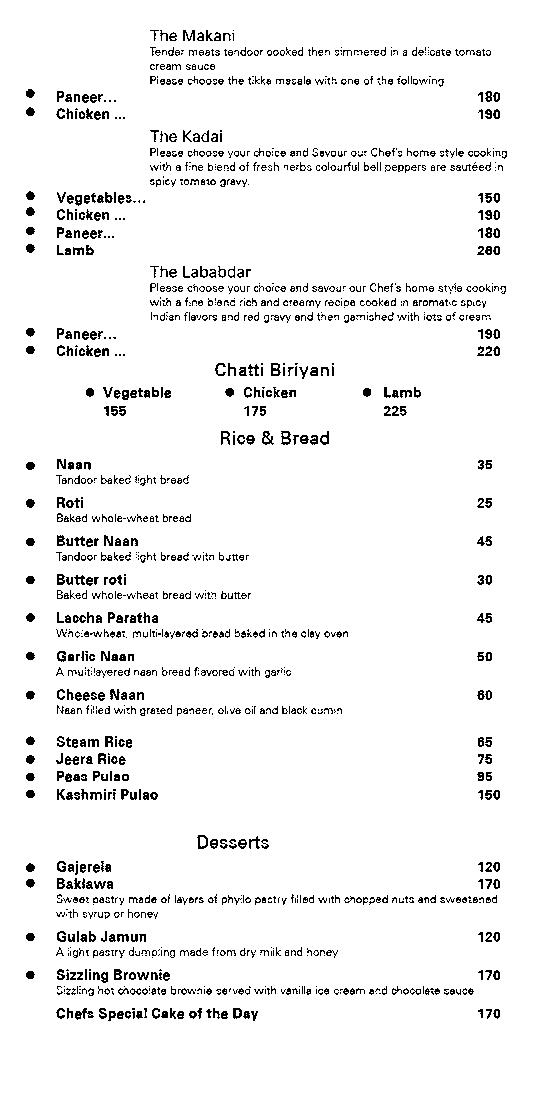 The Makani
Tender meats tandoor cooked then simmered in a delicate tomato
cream sauce
Please choose the tikka masala with one of the following
● Paneer... 180
● Chicken ... 190
The Kadai
Please choose your choice and Savour our Chef's home style cooking
with a fine blend of fresh herbs colourful bell peppers are sautéed in
spicy tomato gravy.
● Vegetables... 150
● Chicken ... 190
● Paneer... 180
● Lamb 260
The Lababdar
Please choose your choice and savour our Chef's home style cooking
with a fine blend rich and creamy recipe cooked in aromatic spicy
Indian flavors and red gravy and then garnished with lots of cream
● Paneer... 190
● Chicken ... 220
Chatti Biriyani
● Vegetable ● Chicken ● Lamb
155 175 225
Rice & Bread
● Naan 35
Tandoor baked light bread
● Roti 25
Baked whole-wheat bread
● Butter Naan 45
Tandoor baked light bread with butter
● Butter roti 30
Baked whole-wheat bread with butter
● Laccha Paratha 45
Whole-wheat, multi-layered bread baked in the clay oven
● Garlic Naan 50
A multilayered naan bread flavored with garlic
● Cheese Naan 60
Naan filled with grated paneer, olive oil and black cumin
● Steam Rice 65
● Jeera Rice 75
● Peas Pulao 95
● Kashmiri Pulao 150
Desserts
● Gajerela 120
● Baklawa 170
Sweet pastry made of layers of phyllo pastry filled with chopped nuts and sweetened
with syrup or honey
● Gulab Jamun 120
A light pastry dumpling made from dry milk and honey
● Sizzling Brownie 170
Sizzling hot chocolate brownie served with vanilla ice cream and chocolate sauce
Chefs Special Cake of the Day 170